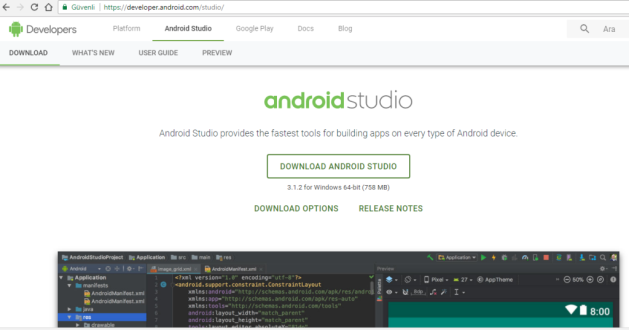 Güvenli | https://developer.android.com/studio/
Developers Platform Android Studio Google Play Docs Blog Ara
DOWNLOAD WHAT'S NEW USER GUIDE PREVIEW
androidstudio
Android Studio provides the fastest tools for building apps on every type of Android device.
DOWNLOAD ANDROID STUDIO
3.1.2 for Windows 64-bit (758 MB)
DOWNLOAD OPTIONS RELEASE NOTES
AndroidStudioProject Application src main res Application
Android image_grid.xml AndroidManifest.xml Preview
Application 1 <?xml version="1.0" encoding="utf-8"?>
manifests 2 <android.support.constraint.ConstraintLayout Pixel 27 AppTheme 60%
AndroidManifest.xml 3 xmlns:android="http://schemas.android.com/apk/res/android
AndroidManifest.xml 4 xmlns:app="http://schemas.android.com/apk/res-auto"
java xmlns:tools="http://schemas.android.com/tools"
res android:layout_width="match_parent" 8:00
drawable android:layout_height="match_parent"